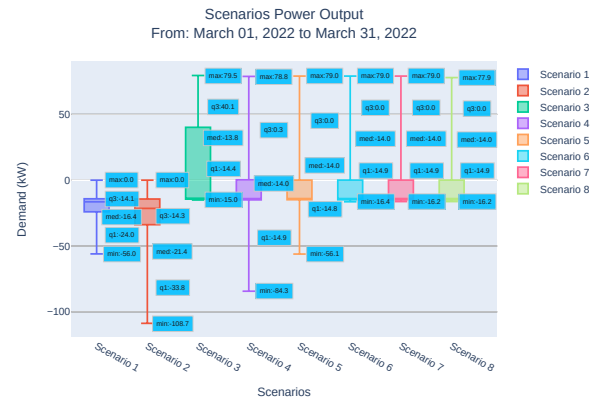 Scenarios Power Output
From: March 01, 2022 to March 31, 2022
Demand (kW)
50
0
−50
−100
max:0.0
q3:-14.1
med:-16.4
q1:-24.0
min:-56.0
max:0.0
q3:-14.3
med:-21.4
q1:-33.8
min:-108.7
max:79.5
q3:40.1
med:-13.8
q1:-14.4
min:-15.0
max:78.8
q3:0.3
med:-14.0
q1:-14.9
min:-84.3
max:79.0
q3:0.0
med:-14.0
q1:-14.8
min:-56.1
max:79.0
q3:0.0
med:-14.0
q1:-14.9
min:-16.4
max:79.0
q3:0.0
med:-14.0
q1:-14.9
min:-16.2
max:77.9
q3:0.0
med:-14.0
q1:-14.9
min:-16.2
Scenario 1
Scenario 2
Scenario 3
Scenario 4
Scenario 5
Scenario 6
Scenario 7
Scenario 8
Scenarios
Scenario 1
Scenario 2
Scenario 3
Scenario 4
Scenario 5
Scenario 6
Scenario 7
Scenario 8